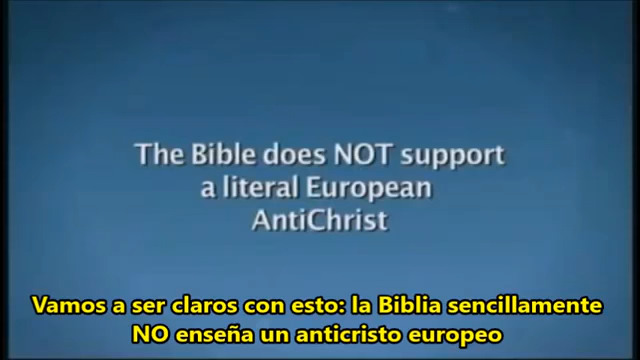 The Bible does NOT support
a literal European
AntiChrist
Vamos a ser claros con esto: la Biblia sencillamente
NO enseña un anticristo europeo